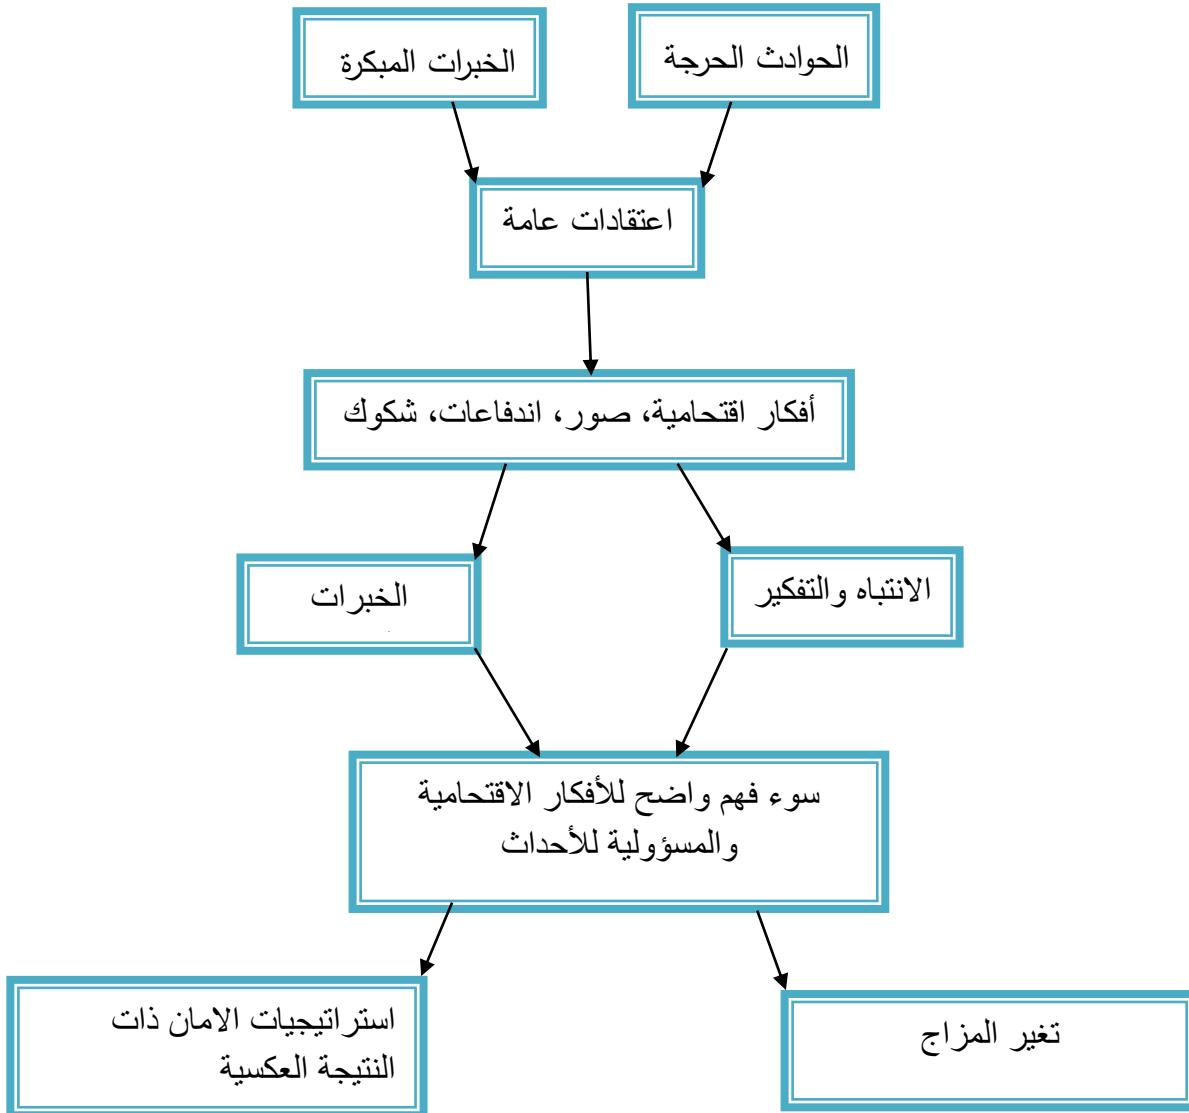 الحوادث الحرجة
الخبرات المبكرة
اعتقادات عامة
أفكار اقتحامية، صور، اندفاعات، شكوك
الانتباه والتفكير
الخبرات
سوء فهم واضح للأفكار الاقتحامية
والمسؤولية للأحداث
تغير المزاج
استراتيجيات الامان ذات
النتيجة العكسية